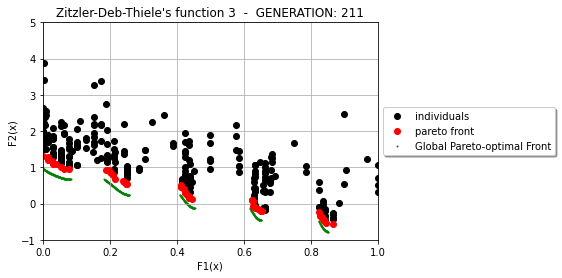 Zitzler-Deb-Thiele's function 3 - GENERATION: 211
5
4
3
2
1
0
−1
F2(x)
0.0
0.2
0.4
0.6
0.8
1.0
F1(x)
individuals
pareto front
Global Pareto-optimal Front